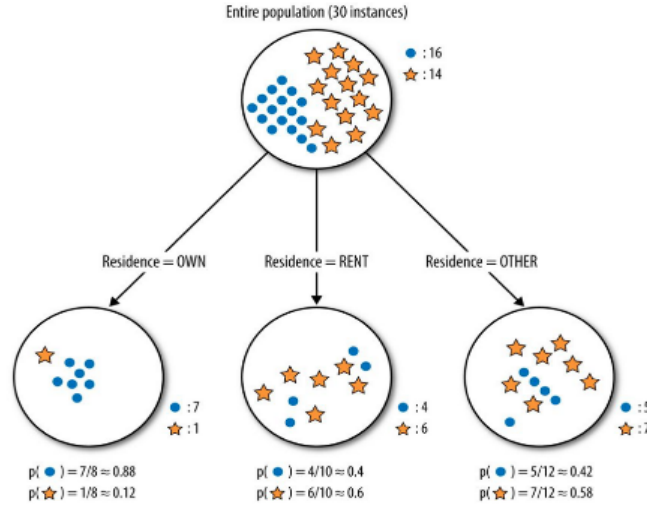 Entire population (30 instances)
: 16
: 14
Residence = OWN
Residence = RENT
Residence = OTHER
: 7
: 1
: 4
: 6
: 5
: 7
p( ) = 7/8 ≈ 0.88
p( ) = 1/8 ≈ 0.12
p( ) = 4/10 ≈ 0.4
p( ) = 6/10 ≈ 0.6
p( ) = 5/12 ≈ 0.42
p( ) = 7/12 ≈ 0.58